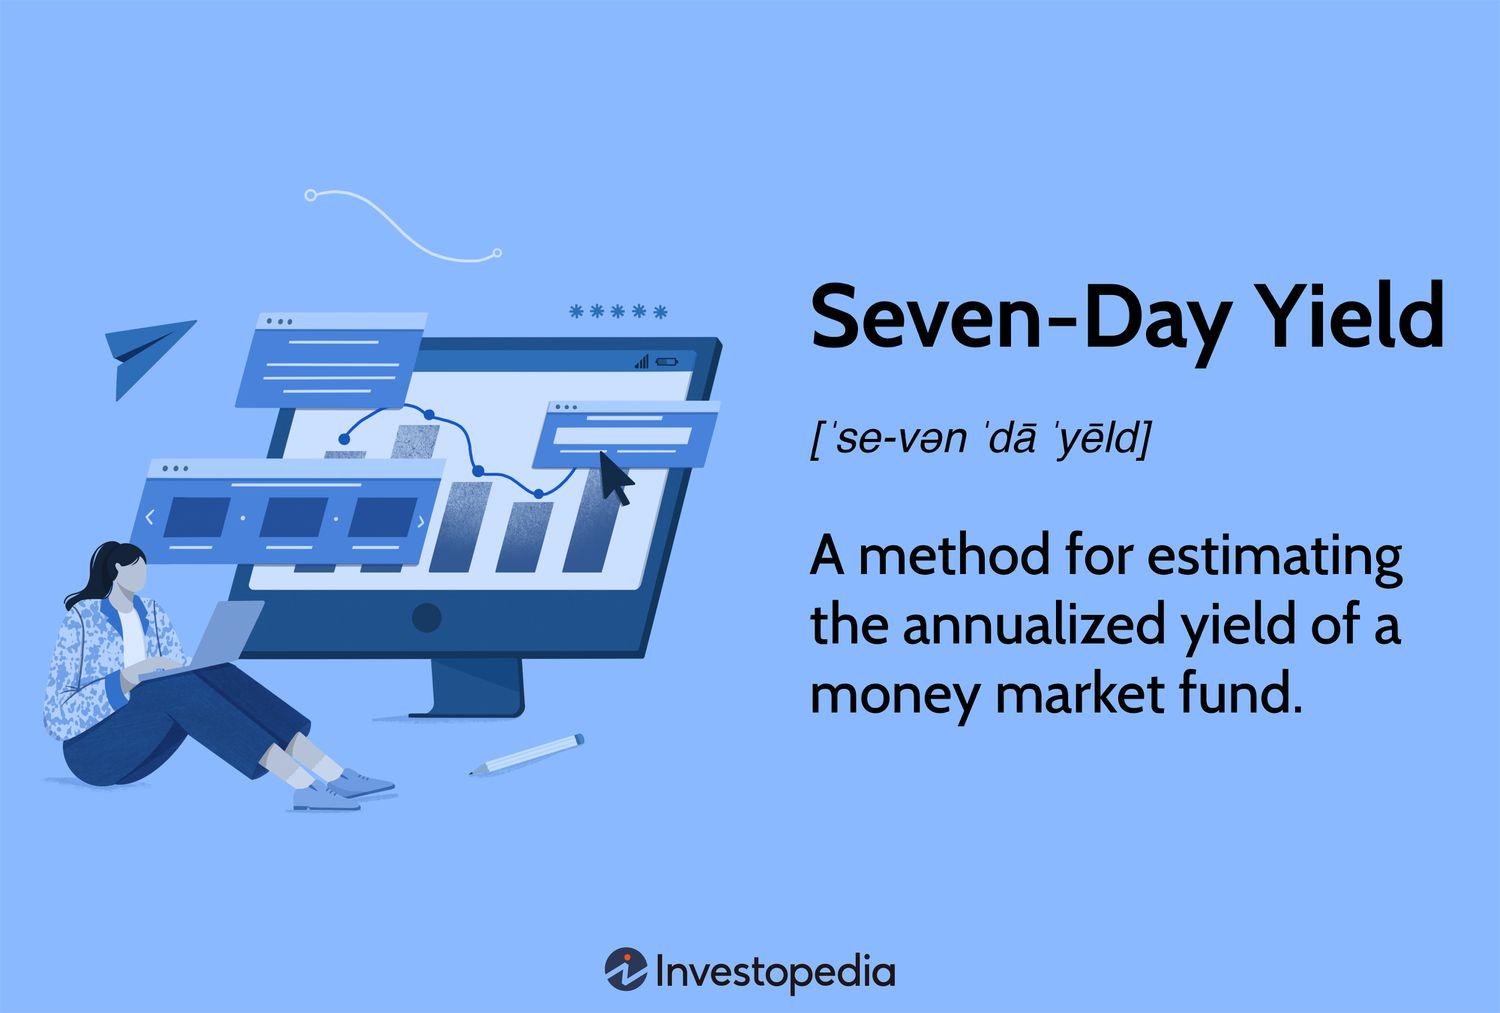 *****
Seven-Day Yield
[ˈse-vən ˈdā ˈyēld]
A method for estimating
the annualized yield of a
money market fund.
Investopedia